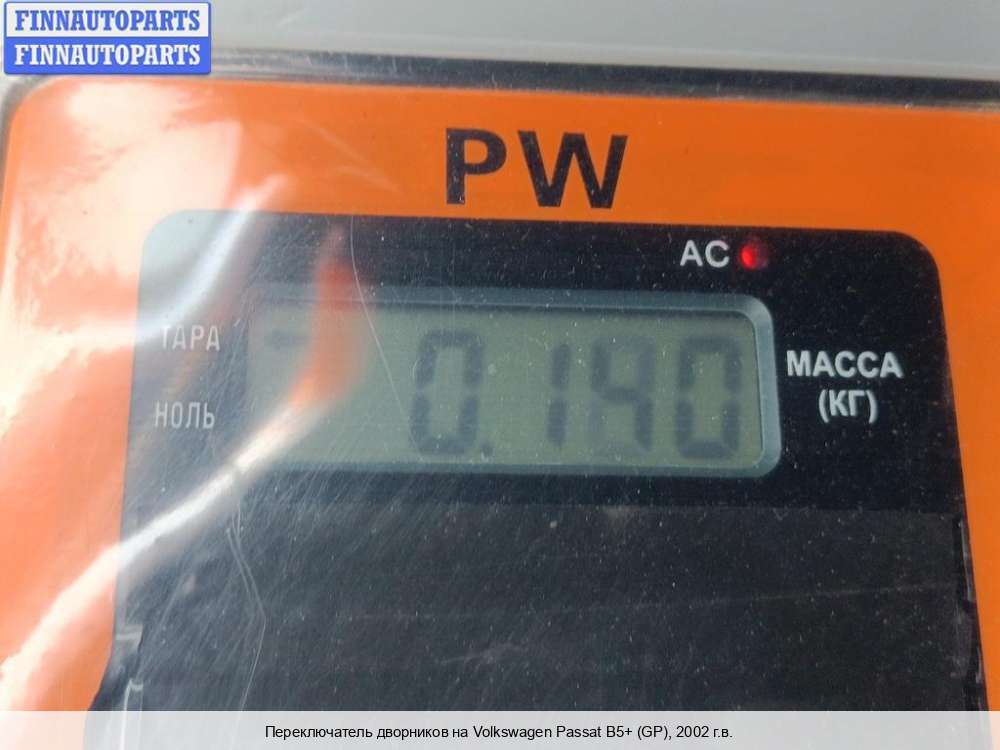 FINNAUTOPARTS
FINNAUTOPARTS
PW
AC
ТАРА
НОЛЬ
0.140
МАССА
(КГ)
Переключатель дворников на Volkswagen Passat B5+ (GP), 2002 г.в.